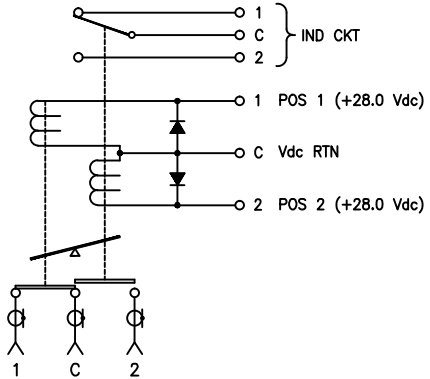 1
C IND CKT
2
1 POS 1 (+28.0 Vdc)
C Vdc RTN
2 POS 2 (+28.0 Vdc)
1 C 2